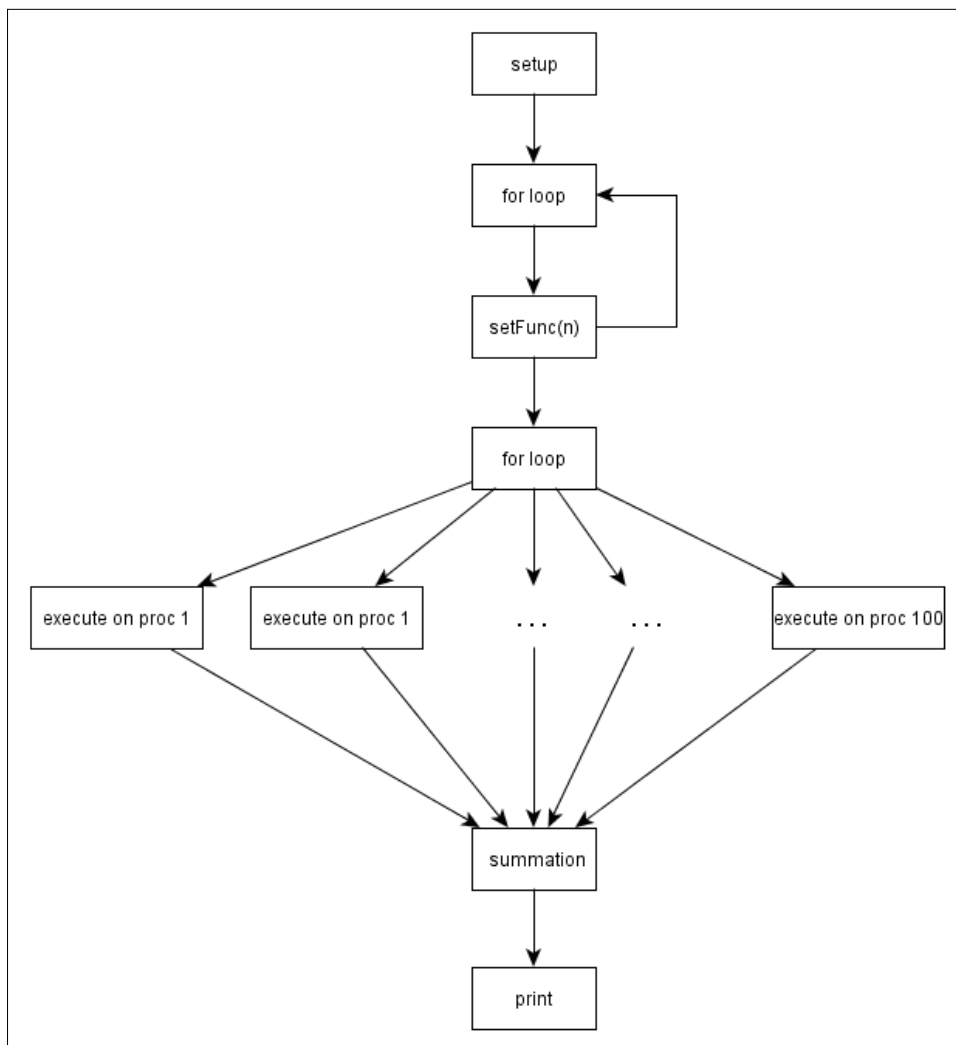 setup
for loop
setFunc(n)
for loop
execute on proc 1
execute on proc 1
...
...
execute on proc 100
summation
print